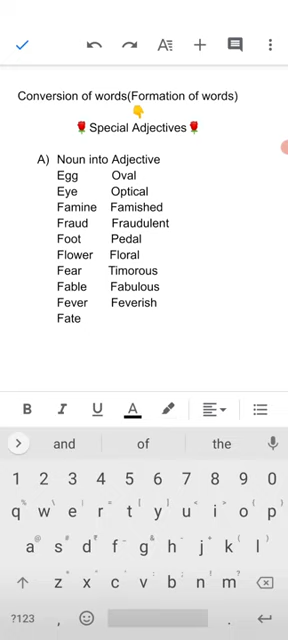 Conversion of words(Formation of words)
👇
🌹Special Adjectives🌹
A) Noun into Adjective
Egg Oval
Eye Optical
Famine Famished
Fraud Fraudulent
Foot Pedal
Flower Floral
Fear Timorous
Fable Fabulous
Fever Feverish
Fate
B I U A
and of the
1 2 3 4 5 6 7 8 9 0
q w e r t y u i o p
a s d f g h j k l
z x c v b n m
?123 , .